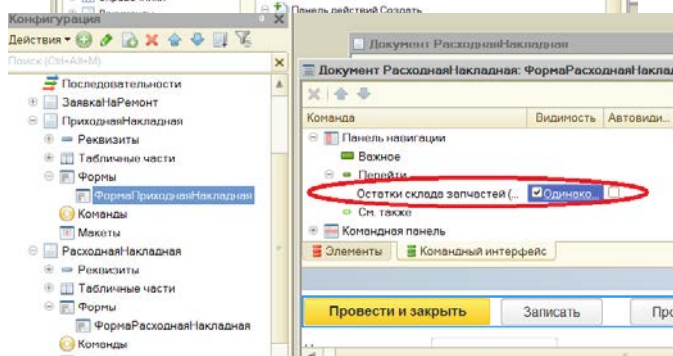 Панель действий Создать
Конфигурация
Действия
Поиск (Ctrl+Alt+M)
Последовательности
ЗаявкаНаРемонт
ПриходнаяНакладная
Реквизиты
Табличные части
Формы
ФормаПриходнаяНакладная
Команды
Макеты
РасходнаяНакладная
Реквизиты
Табличные части
Формы
ФормаРасходнаяНакладная
Команды
Документ РасходнаяНакладная
Документ РасходнаяНакладная: ФормаРасходнаяНаклад
Команда Видимость Автовиди...
Панель навигации
Важное
Перейти
Остатки склада запчастей (... Одинако...
См. также
Командная панель
Элементы Командный интерфейс
Провести и закрыть Записать Про